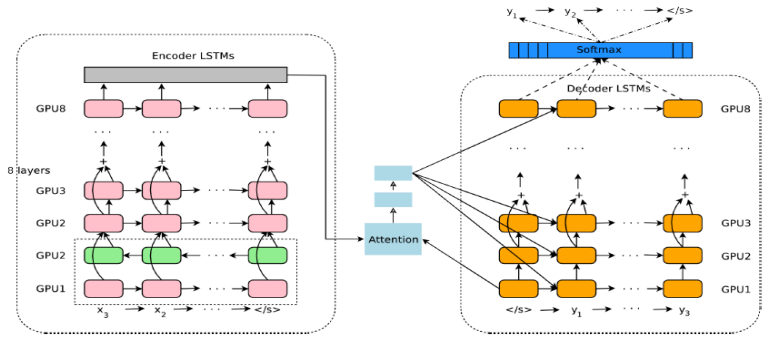 y1 y2 ... </s>
Softmax
Encoder LSTMs
Decoder LSTMs
GPU8 ...
... GPU8
... ...
8 layers
+ + +
+ + +
GPU3 ...
GPU2 ...
... GPU3
Attention
GPU2 ...
... GPU2
GPU1 ...
... GPU1
x3 x2 ... </s>
</s> y1 ... y3